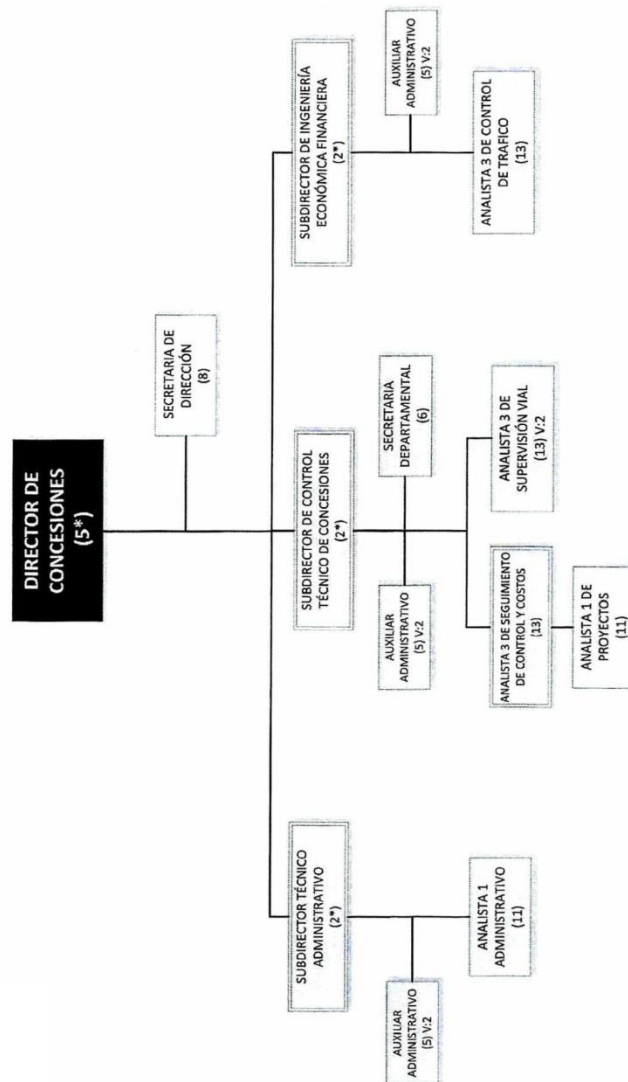 DIRECTOR DE
CONCESIONES
(5*)
SECRETARIA DE
DIRECCIÓN
(8)
SUBDIRECTOR TÉCNICO
ADMINISTRATIVO
(2*)
AUXILIAR
ADMINISTRATIVO
(5) V:2
ANALISTA 1
ADMINISTRATIVO
(11)
SUBDIRECTOR DE CONTROL
TÉCNICO DE CONCESIONES
(2*)
AUXILIAR
ADMINISTRATIVO
(5) V:2
SECRETARIA
DEPARTAMENTAL
(6)
ANALISTA 3 DE SEGUIMIENTO
DE CONTROL Y COSTOS
(13)
ANALISTA 1 DE
PROYECTOS
(11)
ANALISTA 3 DE
SUPERVISIÓN VIAL
(13) V:2
SUBDIRECTOR DE INGENIERÍA
ECONÓMICA FINANCIERA
(2*)
AUXILIAR
ADMINISTRATIVO
(5) V:2
ANALISTA 3 DE CONTROL
DE TRAFICO
(13)